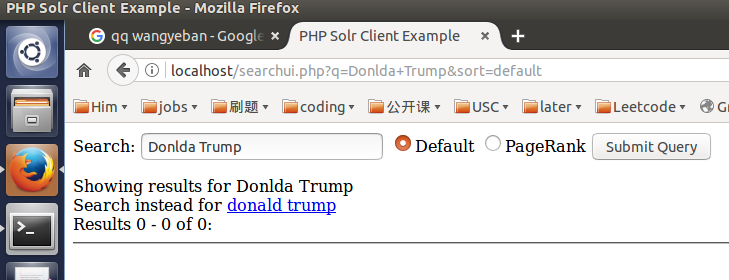 PHP Solr Client Example - Mozilla Firefox
qq wangyeban - Google
PHP Solr Client Example
localhost/searchui.php?q=Donlda+Trump&sort=default
Him jobs 刷题 coding 公开课 USC later Leetcode
Search: Donlda Trump Default PageRank Submit Query
Showing results for Donlda Trump
Search instead for donald trump
Results 0 - 0 of 0: